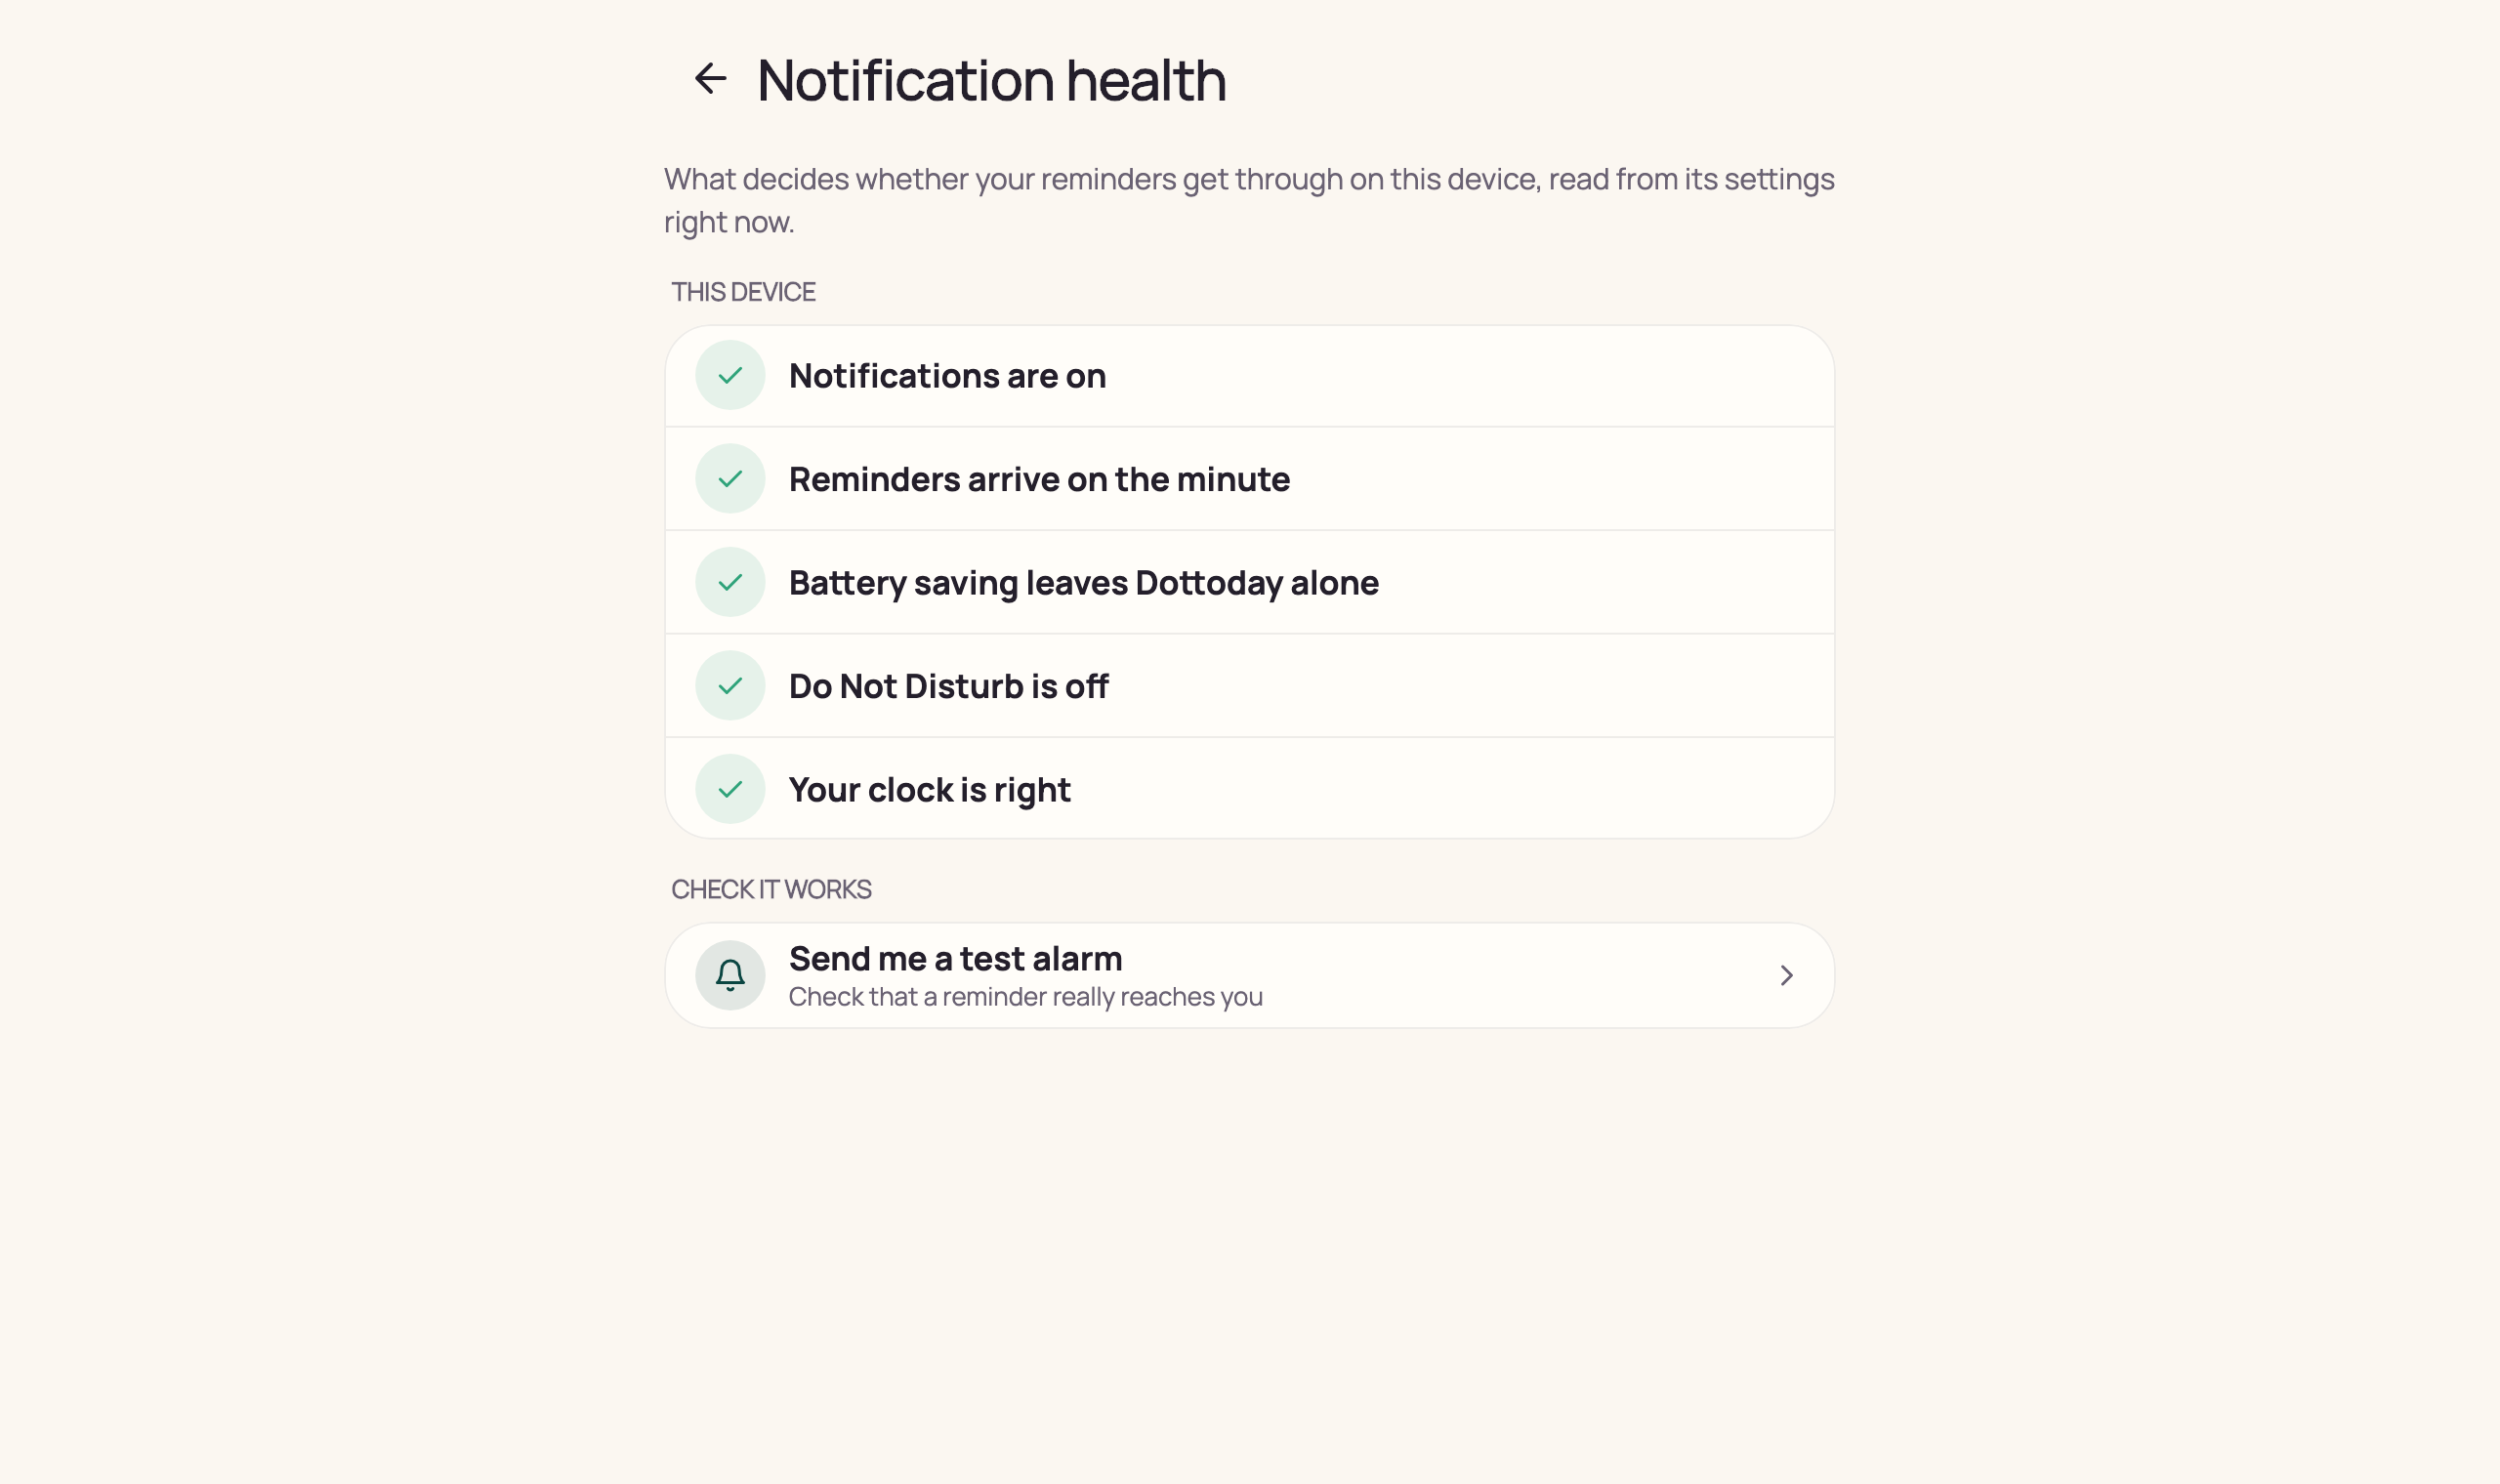 Notification health
What decides whether your reminders get through on this device, read from its settings
right now.
THIS DEVICE
Notifications are on
Reminders arrive on the minute
Battery saving leaves Dottoday alone
Do Not Disturb is off
Your clock is right
CHECK IT WORKS
Send me a test alarm
Check that a reminder really reaches you